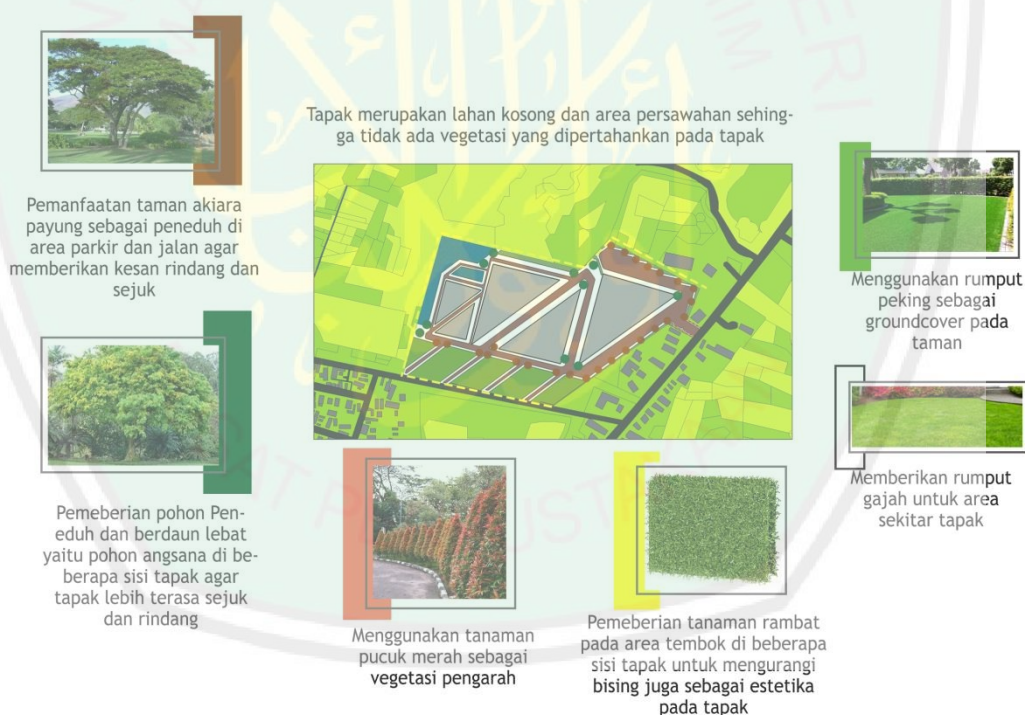 Tapak merupakan lahan kosong dan area persawahan sehing-
ga tidak ada vegetasi yang dipertahankan pada tapak
Pemanfaatan taman akiara
payung sebagai peneduh di
area parkir dan jalan agar
memberikan kesan rindang dan
sejuk
Menggunakan rumput
peking sebagai
groundcover pada
taman
Memberikan rumput
gajah untuk area
sekitar tapak
Pemeberian pohon Pen-
eduh dan berdaun lebat
yaitu pohon angsana di be-
berapa sisi tapak agar
tapak lebih terasa sejuk
dan rindang
Menggunakan tanaman
pucuk merah sebagai
vegetasi pengarah
Pemeberian tanaman rambat
pada area tembok di beberapa
sisi tapak untuk mengurangi
bising juga sebagai estetika
pada tapak